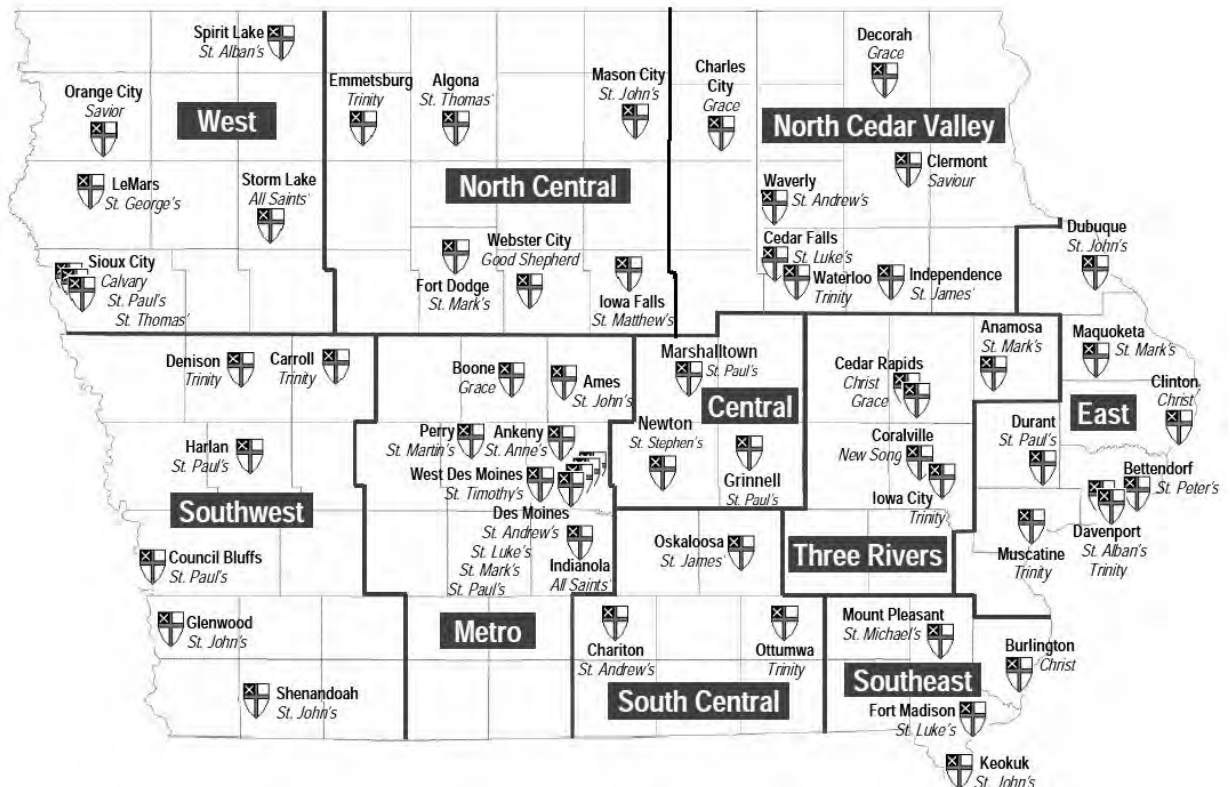 Spirit Lake
St. Alban's
Orange City
Savior
West
LeMars
St. George's
Storm Lake
All Saints'
Sioux City
Calvary
St. Paul's
St. Thomas'
Emmetsburg
Trinity
Algona
St. Thomas'
Mason City
St. John's
North Central
Webster City
Good Shepherd
Fort Dodge
St. Mark's
Iowa Falls
St. Matthew's
Charles
City
Grace
Decorah
Grace
North Cedar Valley
Clermont
Saviour
Waverly
St. Andrew's
Cedar Falls
St. Luke's
Waterloo
Trinity
Independence
St. James'
Dubuque
St. John's
Denison
Trinity
Carroll
Trinity
Harlan
St. Paul's
Southwest
Council Bluffs
St. Paul's
Glenwood
St. John's
Shenandoah
St. John's
Boone
Grace
Ames
St. John's
Perry
St. Martin's
Ankeny
St. Anne's
West Des Moines
St. Timothy's
Des Moines
St. Andrew's
St. Luke's
St. Mark's
St. Paul's
Indianola
All Saints'
Metro
Marshalltown
St. Paul's
Central
Newton
St. Stephen's
Grinnell
St. Paul's
Cedar Rapids
Christ
Grace
Anamosa
St. Mark's
Coralville
New Song
Iowa City
Trinity
Three Rivers
Maquoketa
St. Mark's
Clinton
Christ
East
Durant
St. Paul's
Bettendorf
St. Peter's
Davenport
St. Alban's
Trinity
Muscatine
Trinity
Oskaloosa
St. James'
Chariton
St. Andrew's
Ottumwa
Trinity
South Central
Mount Pleasant
St. Michael's
Burlington
Christ
Southeast
Fort Madison
St. Luke's
Keokuk
St. John's